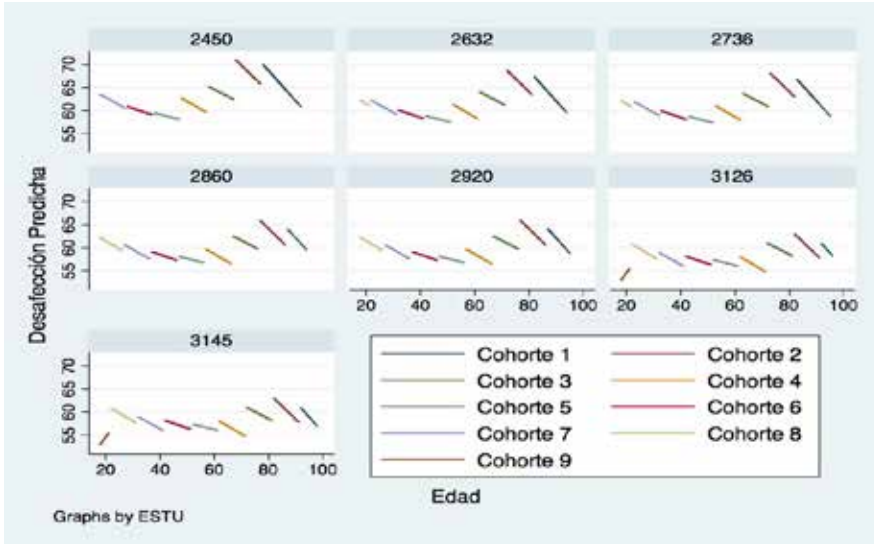 2450 2632 2736
70
65
60
55
2860 2920 3126
70
65
60
55
20 40 60 80 100 20 40 60 80 100
3145
70
65
60
55
20 40 60 80 100
Desafección Predicha
Cohorte 1 Cohorte 2
Cohorte 3 Cohorte 4
Cohorte 5 Cohorte 6
Cohorte 7 Cohorte 8
Cohorte 9
Edad
Graphs by ESTU